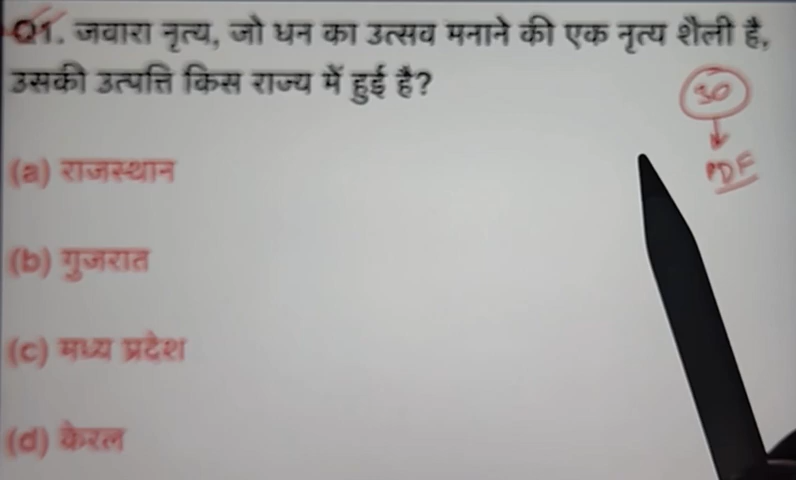 Q1. जवारा नृत्य, जो धन का उत्सव मनाने की एक नृत्य शैली है,
उसकी उत्पत्ति किस राज्य में हुई है?
30
PDF
(a) राजस्थान
(b) गुजरात
(c) मध्य प्रदेश
(d) केरल